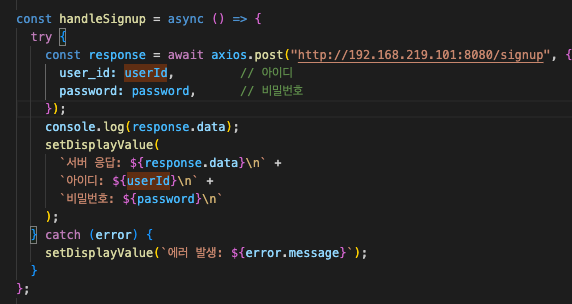 const handleSignup = async () => {
try {
const response = await axios.post("http://192.168.219.101:8080/signup", {
user_id: userId, // 아이디
password: password, // 비밀번호
});
console.log(response.data);
setDisplayValue(
`서버 응답: ${response.data}\n` +
`아이디: ${userId}\n` +
`비밀번호: ${password}\n`
);
} catch (error) {
setDisplayValue(`에러 발생: ${error.message}`);
}
};